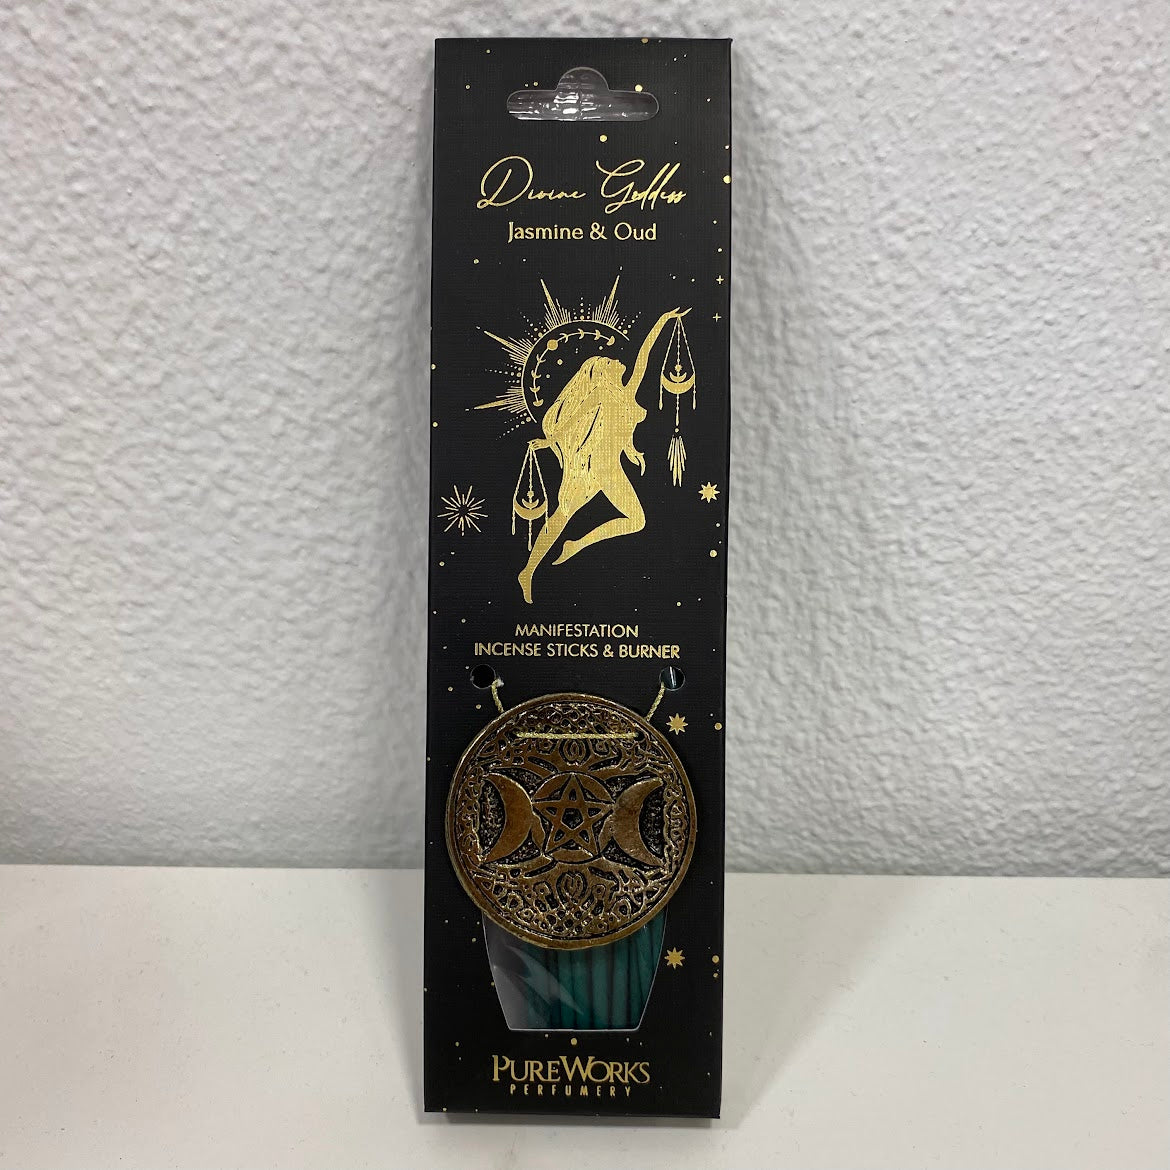 Divine Goddess
Jasmine & Oud
MANIFESTATION
INCENSE STICKS & BURNER
PUREWORKS
PERFUMERY